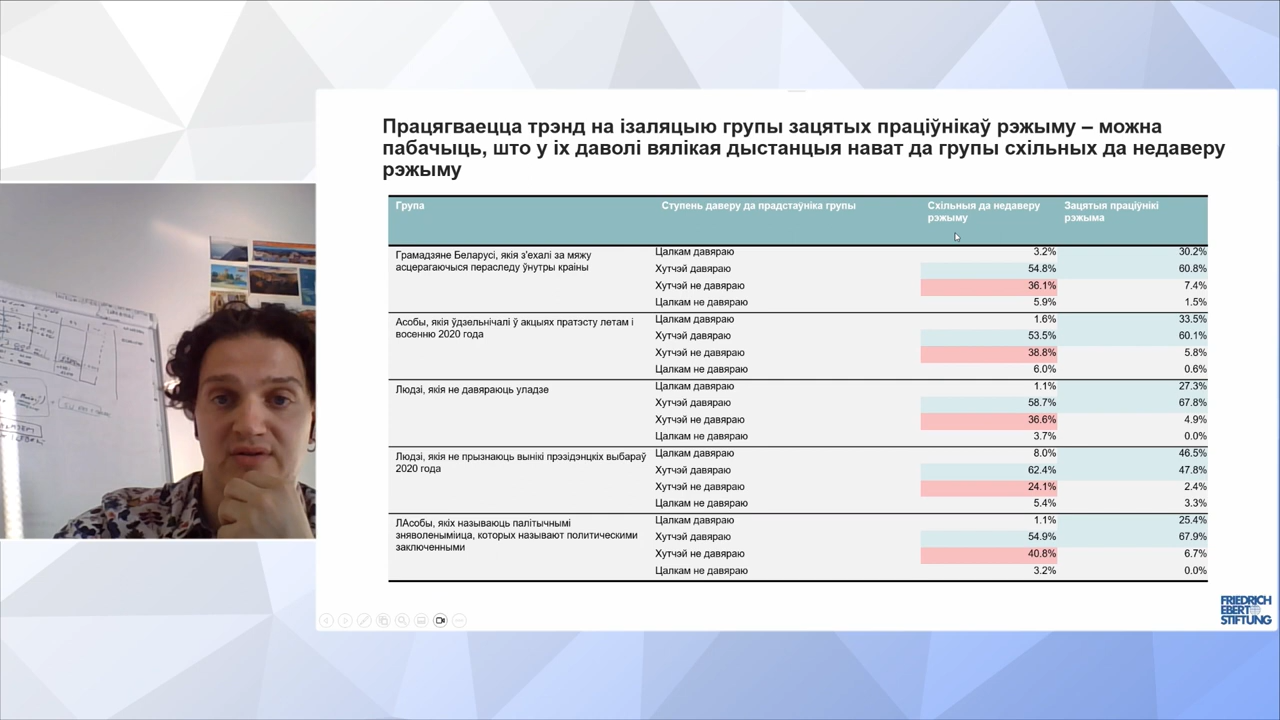 Працягваецца трэнд на ізаляцыю групы зацятых праціўнікаў рэжыму – можна
пабачыць, што у іх даволі вялікая дыстанцыя нават да групы схільных да недаверу
рэжыму
Група Ступень даверу да прадстаўніка групы Схільныя да недаверу Зацятыя праціўнікі
рэжыму рэжыма
Грамадзяне Беларусі, якія з'ехалі за мяжу
асцерагаючыся пераследу ўнутры краіны
Цалкам давяраю 3.2% 30.2%
Хутчэй давяраю 54.8% 60.8%
Хутчэй не давяраю 36.1% 7.4%
Цалкам не давяраю 5.9% 1.5%
Асобы, якія ўдзельнічалі ў акцыях пратэсту летам і
восенню 2020 года
Цалкам давяраю 1.6% 33.5%
Хутчэй давяраю 53.5% 60.1%
Хутчэй не давяраю 38.8% 5.8%
Цалкам не давяраю 6.0% 0.6%
Людзі, якія не давяраюць уладзе
Цалкам давяраю 1.1% 27.3%
Хутчэй давяраю 58.7% 67.8%
Хутчэй не давяраю 36.6% 4.9%
Цалкам не давяраю 3.7% 0.0%
Людзі, якія не прызнаюць вынікі прэзідэнцкіх выбараў
2020 года
Цалкам давяраю 8.0% 46.5%
Хутчэй давяраю 62.4% 47.8%
Хутчэй не давяраю 24.1% 2.4%
Цалкам не давяраю 5.4% 3.3%
ЛАсобы, якіх называюць палітычнымі
зняволенымііца, которых называют политическими
заключенными
Цалкам давяраю 1.1% 25.4%
Хутчэй давяраю 54.9% 67.9%
Хутчэй не давяраю 40.8% 6.7%
Цалкам не давяраю 3.2% 0.0%
FRIEDRICH
EBERT
STIFTUNG